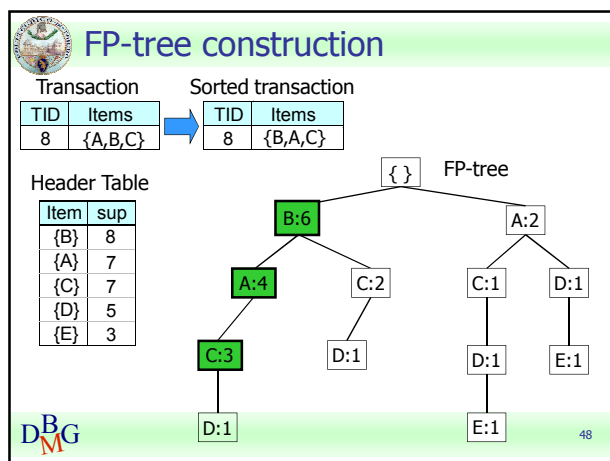 FP-tree construction
Transaction
Sorted transaction
TID Items
8 {A,B,C}
TID Items
8 {B,A,C}
Header Table
Item sup
{B} 8
{A} 7
{C} 7
{D} 5
{E} 3
FP-tree
{ }
B:6 A:2
A:4 C:2 C:1 D:1
C:3 D:1 D:1 E:1
D:1 E:1
DBMG
48